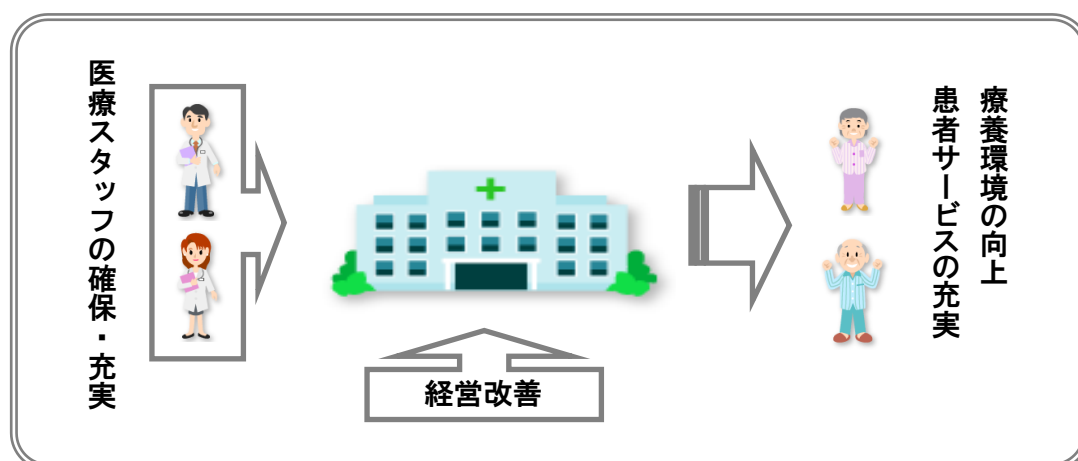 医療スタッフの確保・充実
経営改善
療養環境の向上
患者サービスの充実